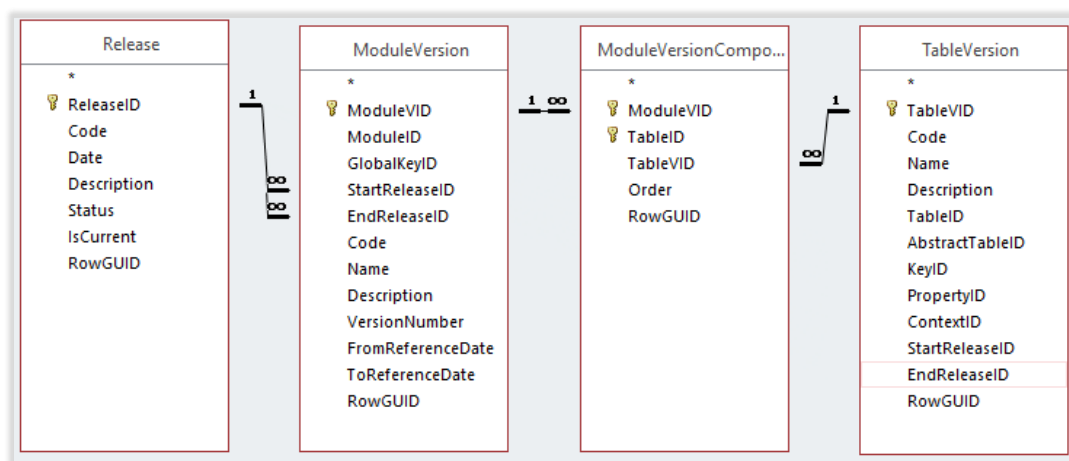 Release
*
ReleaseID
Code
Date
Description
Status
IsCurrent
RowGUID
1
∞
∞
ModuleVersion
*
ModuleVID
ModuleID
GlobalKeyID
StartReleaseID
EndReleaseID
Code
Name
Description
VersionNumber
FromReferenceDate
ToReferenceDate
RowGUID
1 ∞
ModuleVersionCompo...
*
ModuleVID
TableID
TableVID
Order
RowGUID
1
∞
TableVersion
*
TableVID
Code
Name
Description
TableID
AbstractTableID
KeyID
PropertyID
ContextID
StartReleaseID
EndReleaseID
RowGUID